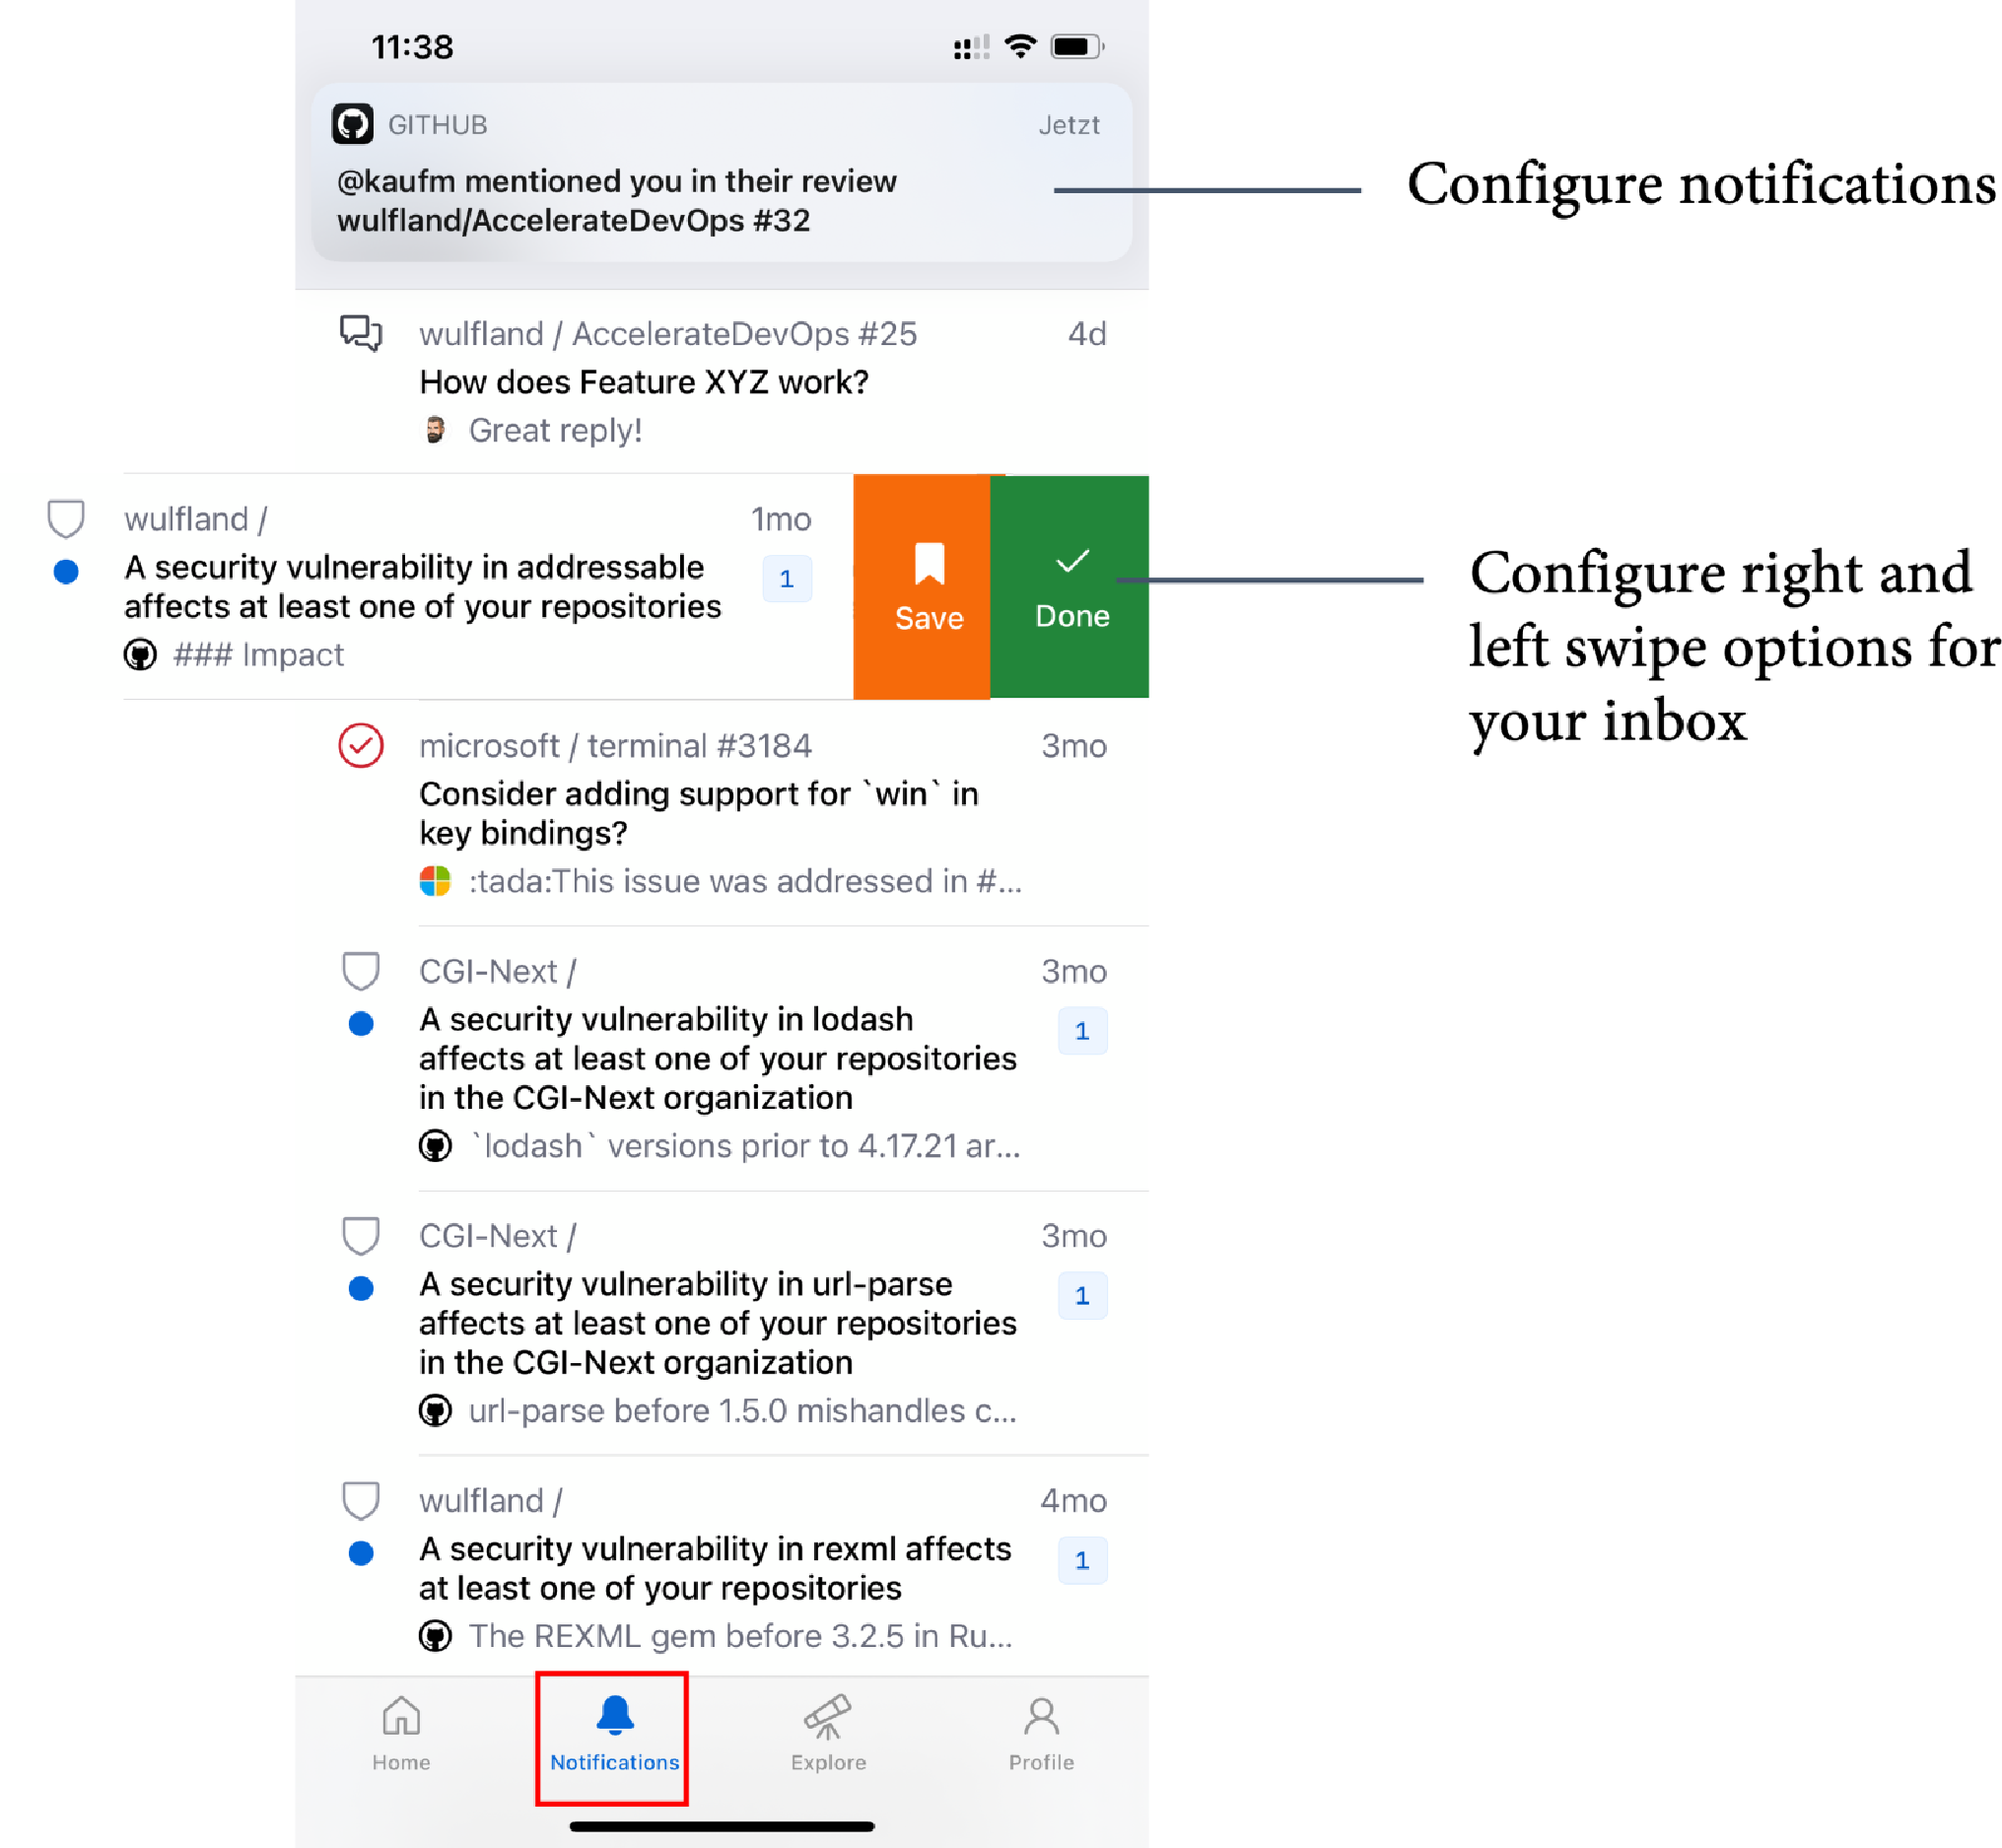 11:38
GITHUB
Jetzt
@kaufm mentioned you in their review
wulfland/AccelerateDevOps #32
Configure notifications
wulfland / AccelerateDevOps #25
4d
How does Feature XYZ work?
Great reply!
wulfland /
1mo
A security vulnerability in addressable
affects at least one of your repositories
1
### Impact
Save
Done
Configure right and
left swipe options for
your inbox
microsoft / terminal #3184
3mo
Consider adding support for `win` in
key bindings?
:tada:This issue was addressed in #...
CGI-Next /
3mo
A security vulnerability in lodash
affects at least one of your repositories
in the CGI-Next organization
1
`lodash` versions prior to 4.17.21 ar...
CGI-Next /
3mo
A security vulnerability in url-parse
affects at least one of your repositories
in the CGI-Next organization
1
url-parse before 1.5.0 mishandles c...
wulfland /
4mo
A security vulnerability in rexml affects
at least one of your repositories
1
The REXML gem before 3.2.5 in Ru...
Home
Notifications
Explore
Profile